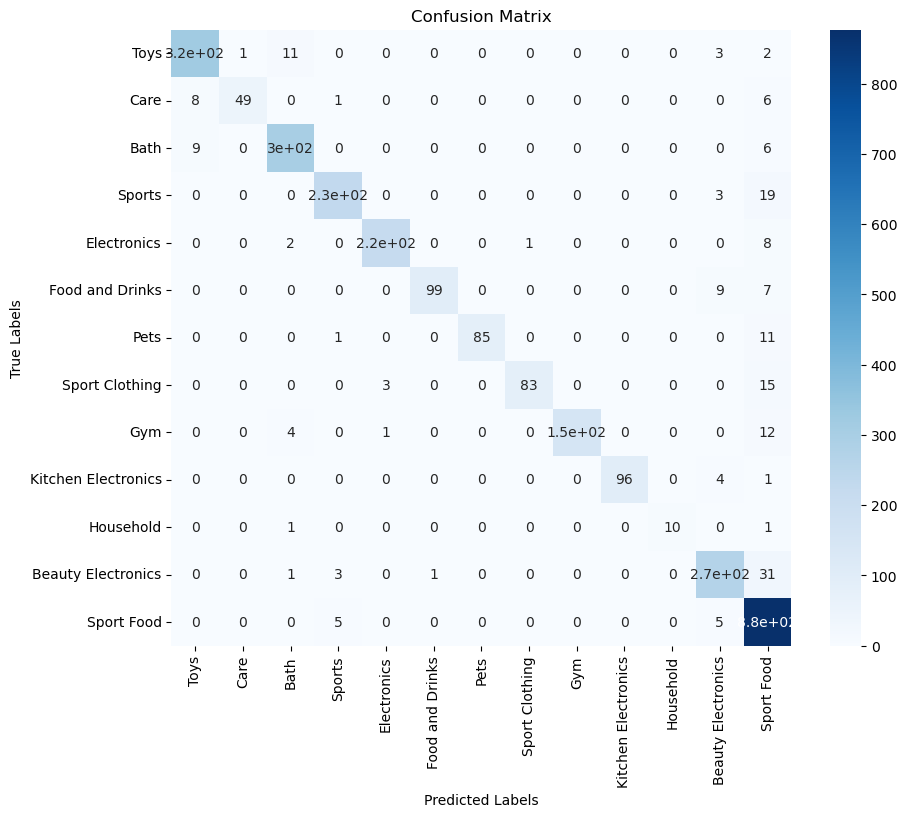 Confusion Matrix
Toys 3.2e+02 1 11 0 0 0 0 0 0 0 0 3 2
Care 8 49 0 1 0 0 0 0 0 0 0 0 6
Bath 9 0 3e+02 0 0 0 0 0 0 0 0 0 6
Sports 0 0 0 2.3e+02 0 0 0 0 0 0 0 3 19
Electronics 0 0 2 0 2.2e+02 0 0 1 0 0 0 0 8
Food and Drinks 0 0 0 0 0 99 0 0 0 0 0 9 7
Pets 0 0 0 1 0 0 85 0 0 0 0 0 11
Sport Clothing 0 0 0 0 3 0 0 83 0 0 0 0 15
Gym 0 0 4 0 1 0 0 0 1.5e+02 0 0 0 12
Kitchen Electronics 0 0 0 0 0 0 0 0 0 96 0 4 1
Household 0 0 1 0 0 0 0 0 0 0 10 0 1
Beauty Electronics 0 0 1 3 0 1 0 0 0 0 0 2.7e+02 31
Sport Food 0 0 0 5 0 0 0 0 0 0 0 5 8.8e+02
True Labels
Toys Care Bath Sports Electronics Food and Drinks Pets Sport Clothing Gym Kitchen Electronics Household Beauty Electronics Sport Food
Predicted Labels
800
700
600
500
400
300
200
100
0